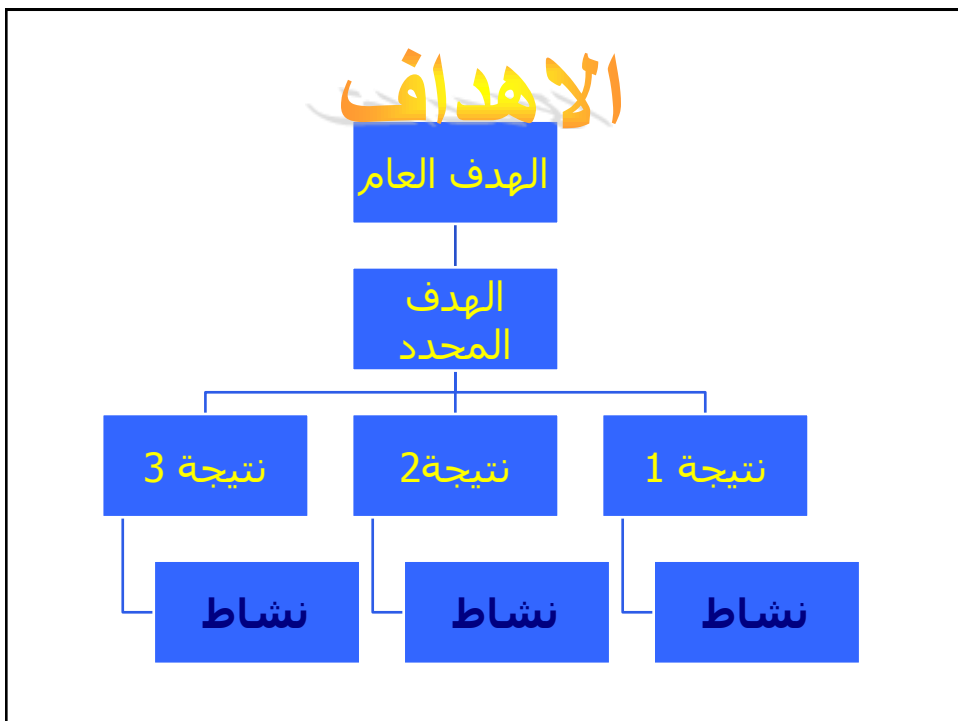 الاهداف
الهدف العام
الهدف
المحدد
نتيجة 1
نتيجة2
نتيجة 3
نشاط
نشاط
نشاط